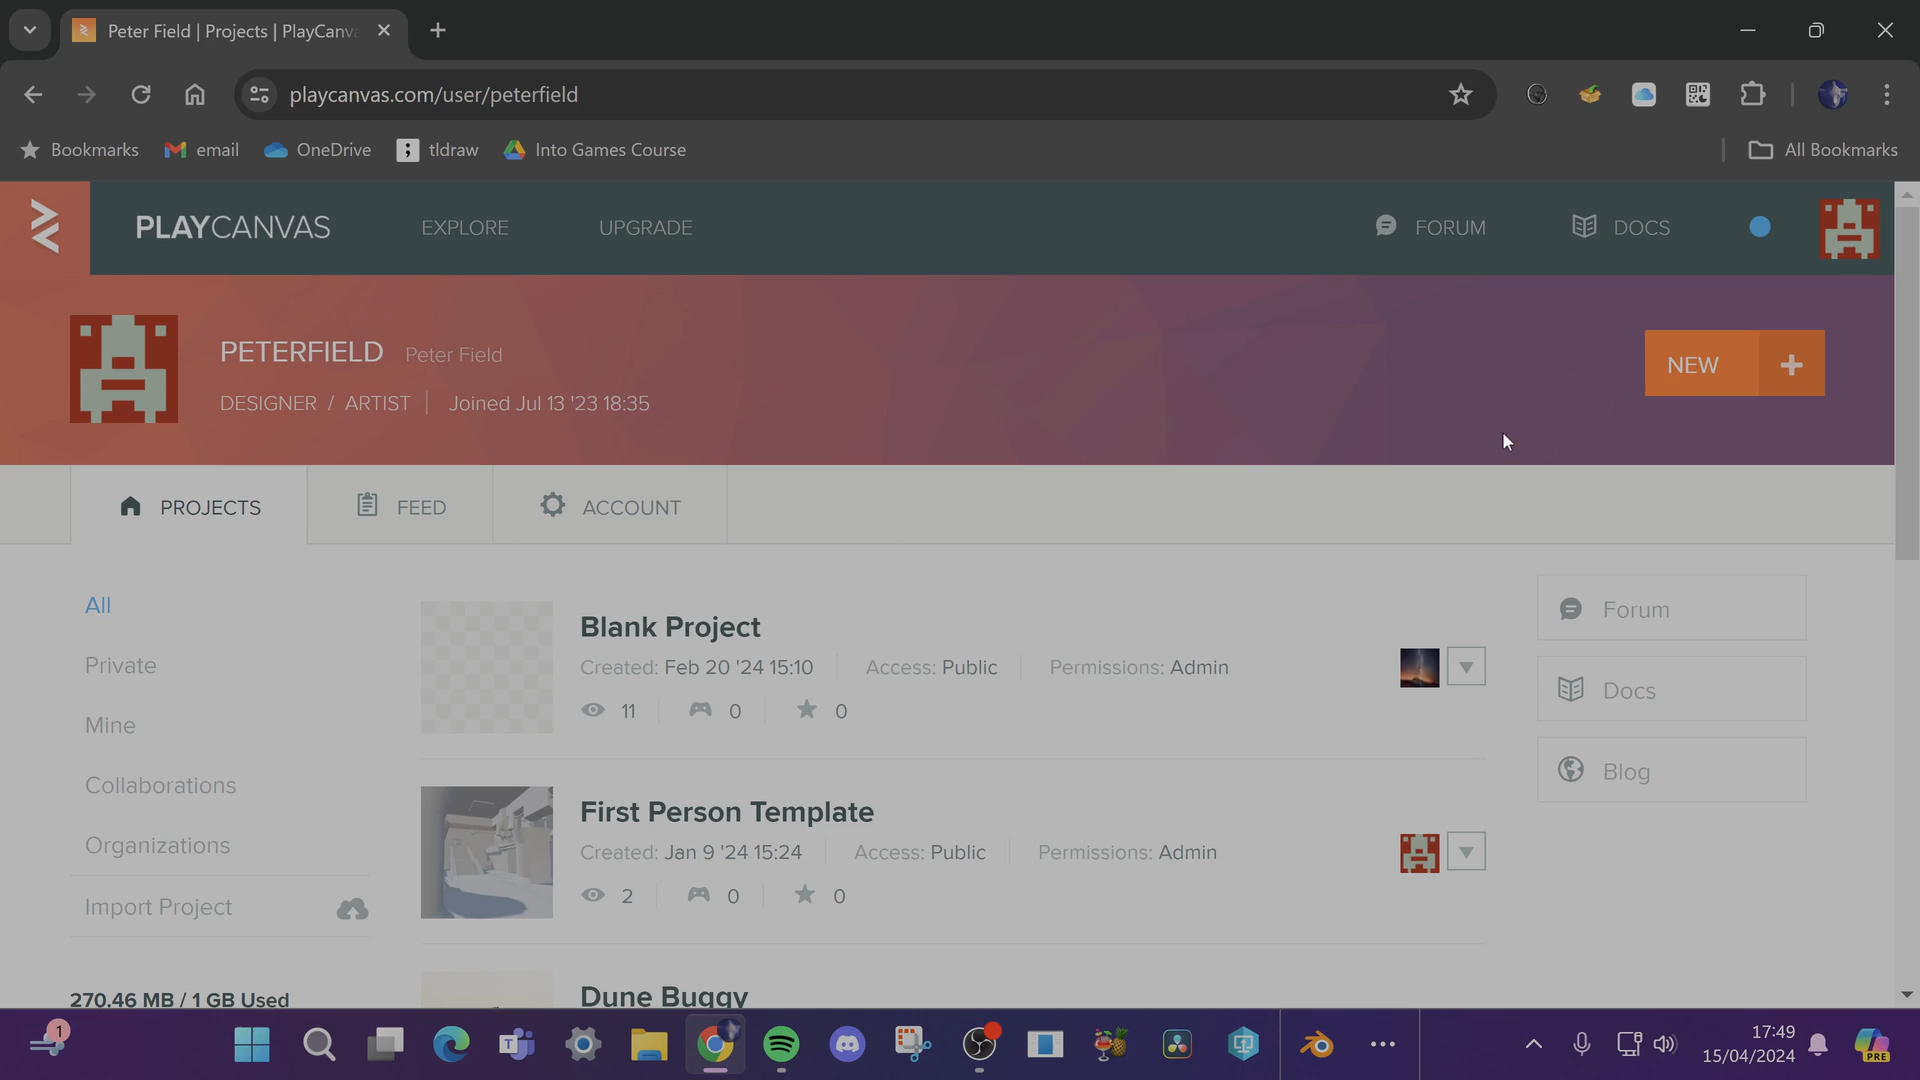 Peter Field | Projects | PlayCanv
playcanvas.com/user/peterfield
Bookmarks email OneDrive tldraw Into Games Course All Bookmarks
PLAYCANVAS EXPLORE UPGRADE FORUM DOCS
PETERFIELD Peter Field
NEW +
DESIGNER / ARTIST Joined Jul 13 '23 18:35
PROJECTS FEED ACCOUNT
All
Private
Mine
Collaborations
Organizations
Import Project
270.46 MB / 1 GB Used
Blank Project
Created: Feb 20 '24 15:10 Access: Public Permissions: Admin
11 0 0
First Person Template
Created: Jan 9 '24 15:24 Access: Public Permissions: Admin
2 0 0
Dune Buggy
Forum
Docs
Blog
1
17:49
15/04/2024
PRE